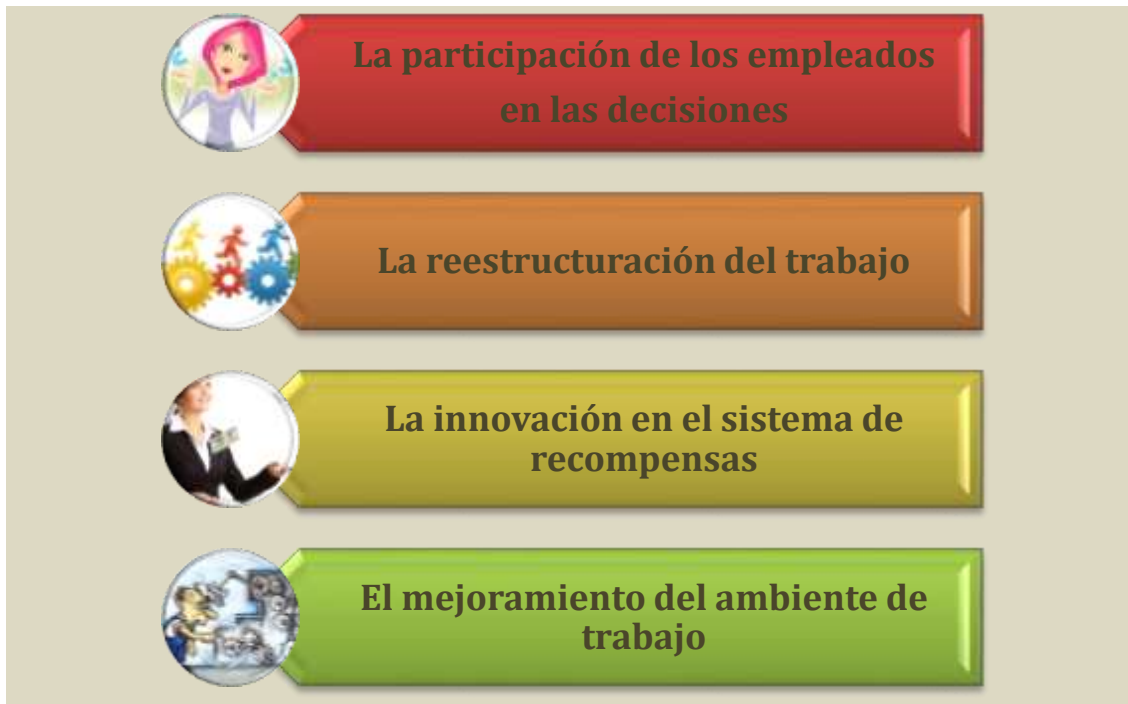 La participación de los empleados
en las decisiones
La reestructuración del trabajo
La innovación en el sistema de
recompensas
El mejoramiento del ambiente de
trabajo